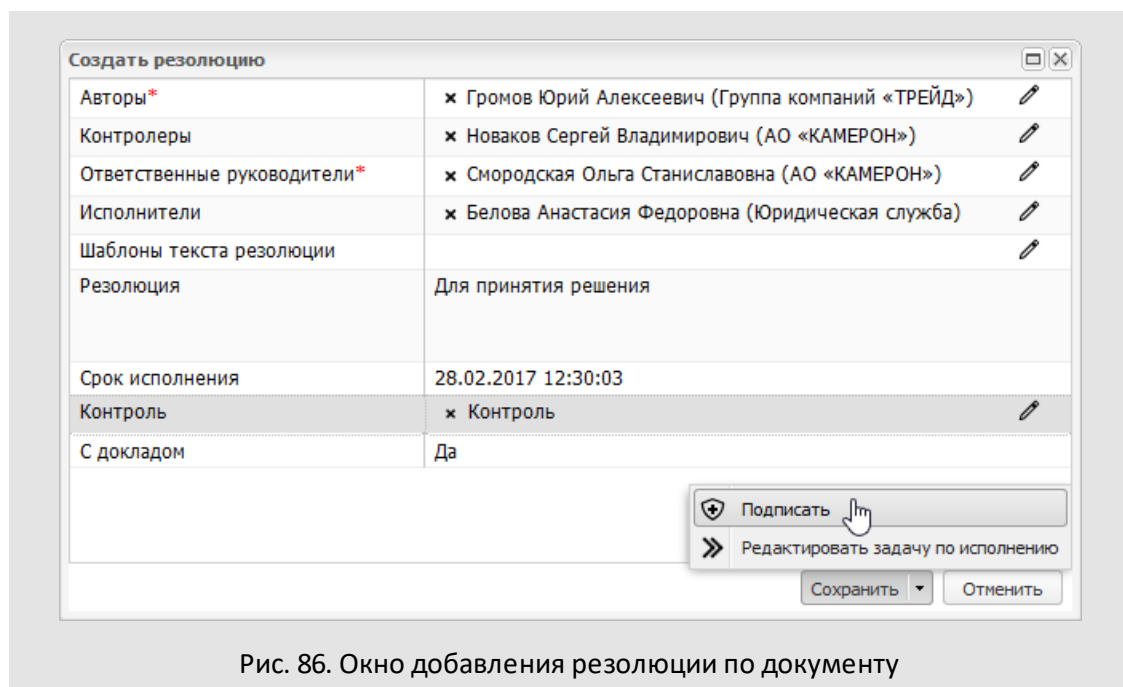 Создать резолюцию
Авторы* × Громов Юрий Алексеевич (Группа компаний «ТРЕЙД»)
Контролеры × Новаков Сергей Владимирович (АО «КАМЕРОН»)
Ответственные руководители* × Смородская Ольга Станиславовна (АО «КАМЕРОН»)
Исполнители × Белова Анастасия Федоровна (Юридическая служба)
Шаблоны текста резолюции
Резолюция Для принятия решения
Срок исполнения 28.02.2017 12:30:03
Контроль × Контроль
С докладом Да
Подписать
Редактировать задачу по исполнению
Сохранить Отменить
Рис. 86. Окно добавления резолюции по документу